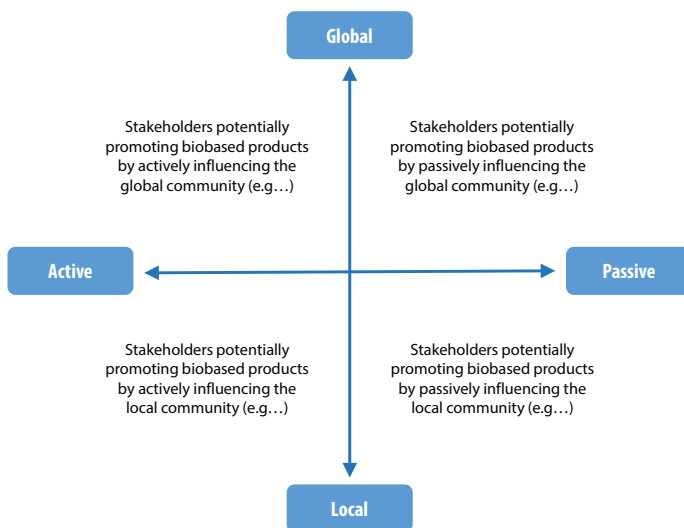 Global
Stakeholders potentially
promoting biobased products
by actively influencing the
global community (e.g…)
Stakeholders potentially
promoting biobased products
by passively influencing the
global community (e.g…)
Active
Passive
Stakeholders potentially
promoting biobased products
by actively influencing the
local community (e.g…)
Stakeholders potentially
promoting biobased products
by passively influencing the
local community (e.g…)
Local